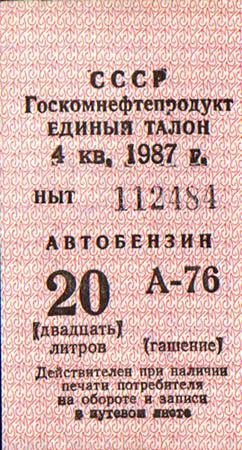 СССР
Госкомнефтепродукт
ЕДИНЫЙ ТАЛОН
4 кв. 1987 г.
НЫТ 112484
АВТОБЕНЗИН
20 А-76
(двадцать)
литров (гашение)
Действителен при наличии
печати потребителя
на обороте и записи
в путевом листе